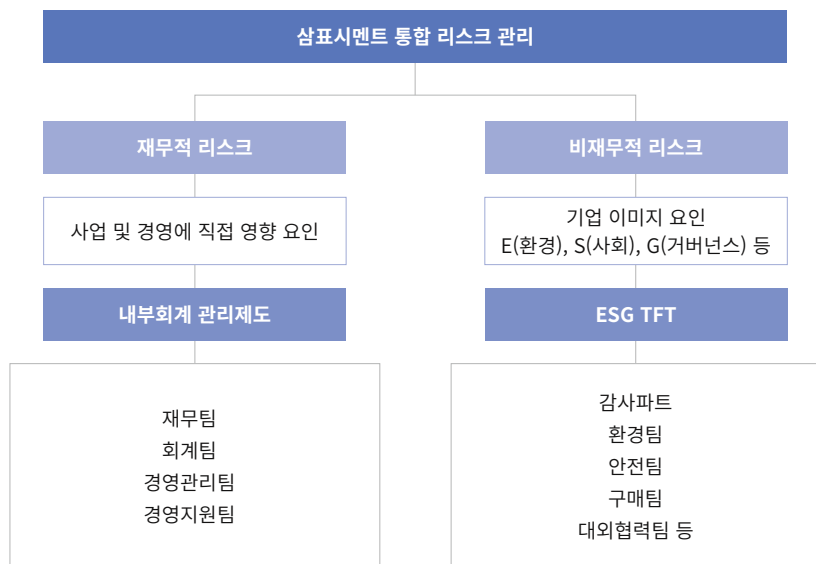 삼표시멘트 통합 리스크 관리
재무적 리스크
사업 및 경영에 직접 영향 요인
내부회계 관리제도
재무팀
회계팀
경영관리팀
경영지원팀
비재무적 리스크
기업 이미지 요인
E(환경), S(사회), G(거버넌스) 등
ESG TFT
감사파트
환경팀
안전팀
구매팀
대외협력팀 등